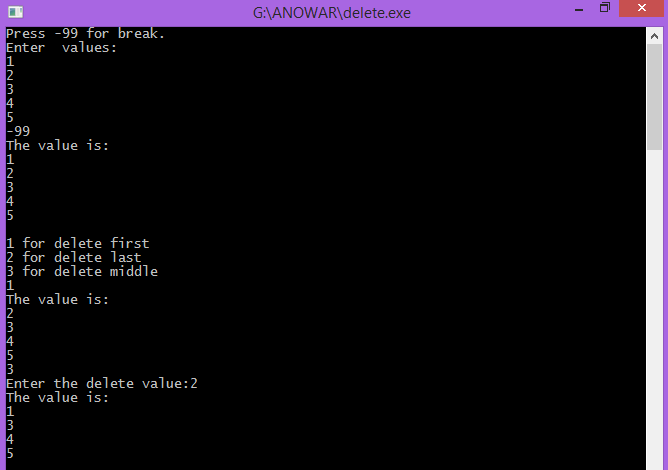 G:\ANOWAR\delete.exe
Press -99 for break.
Enter  values:
1
2
3
4
5
-99
The value is:
1
2
3
4
5
1 for delete first
2 for delete last
3 for delete middle
1
The value is:
2
3
4
5
3
Enter the delete value:2
The value is:
1
3
4
5